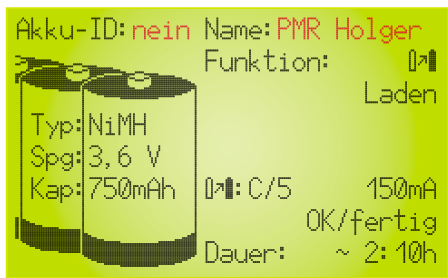 Akku-ID: nein Name: PMR Holger
Funktion:
Laden
Typ: NiMH
Spg: 3,6 V
Kap: 750mAh C/5 150mA
OK/fertig
Dauer: ~ 2:10h